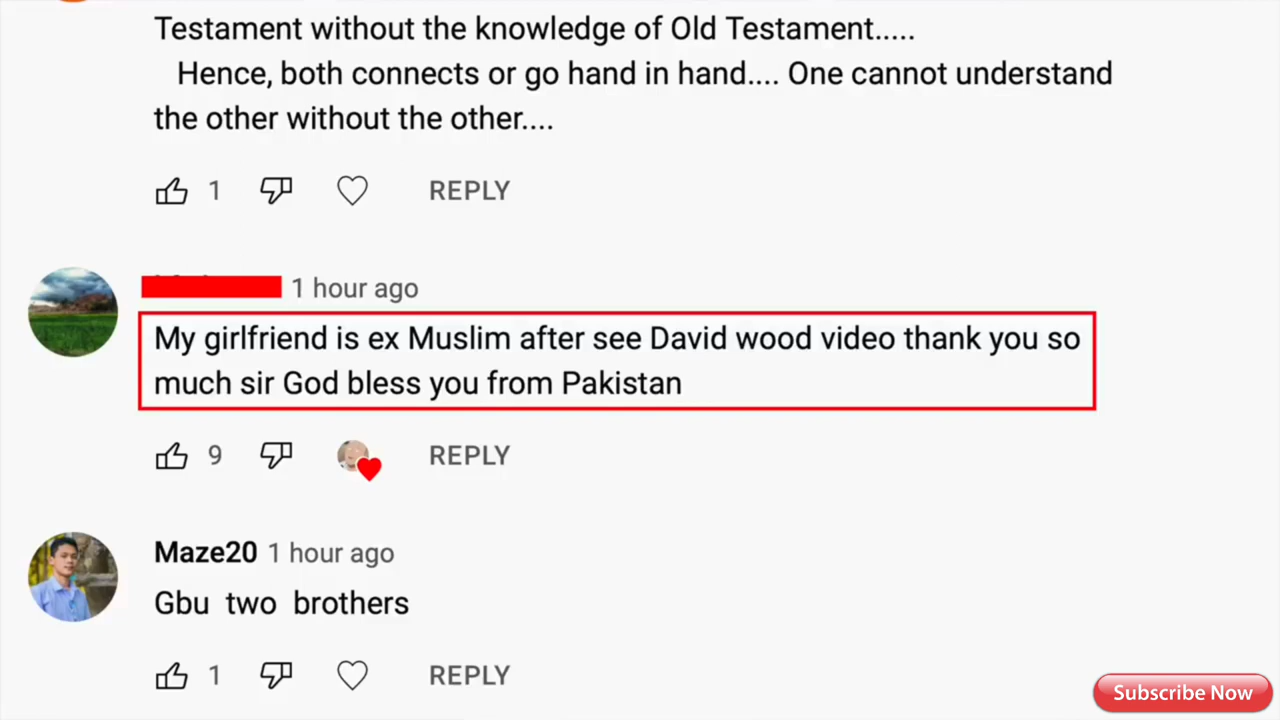 Testament without the knowledge of Old Testament.....
Hence, both connects or go hand in hand.... One cannot understand
the other without the other....
1 REPLY
1 hour ago
My girlfriend is ex Muslim after see David wood video thank you so
much sir God bless you from Pakistan
9 REPLY
Maze20 1 hour ago
Gbu two brothers
1 REPLY
Subscribe Now